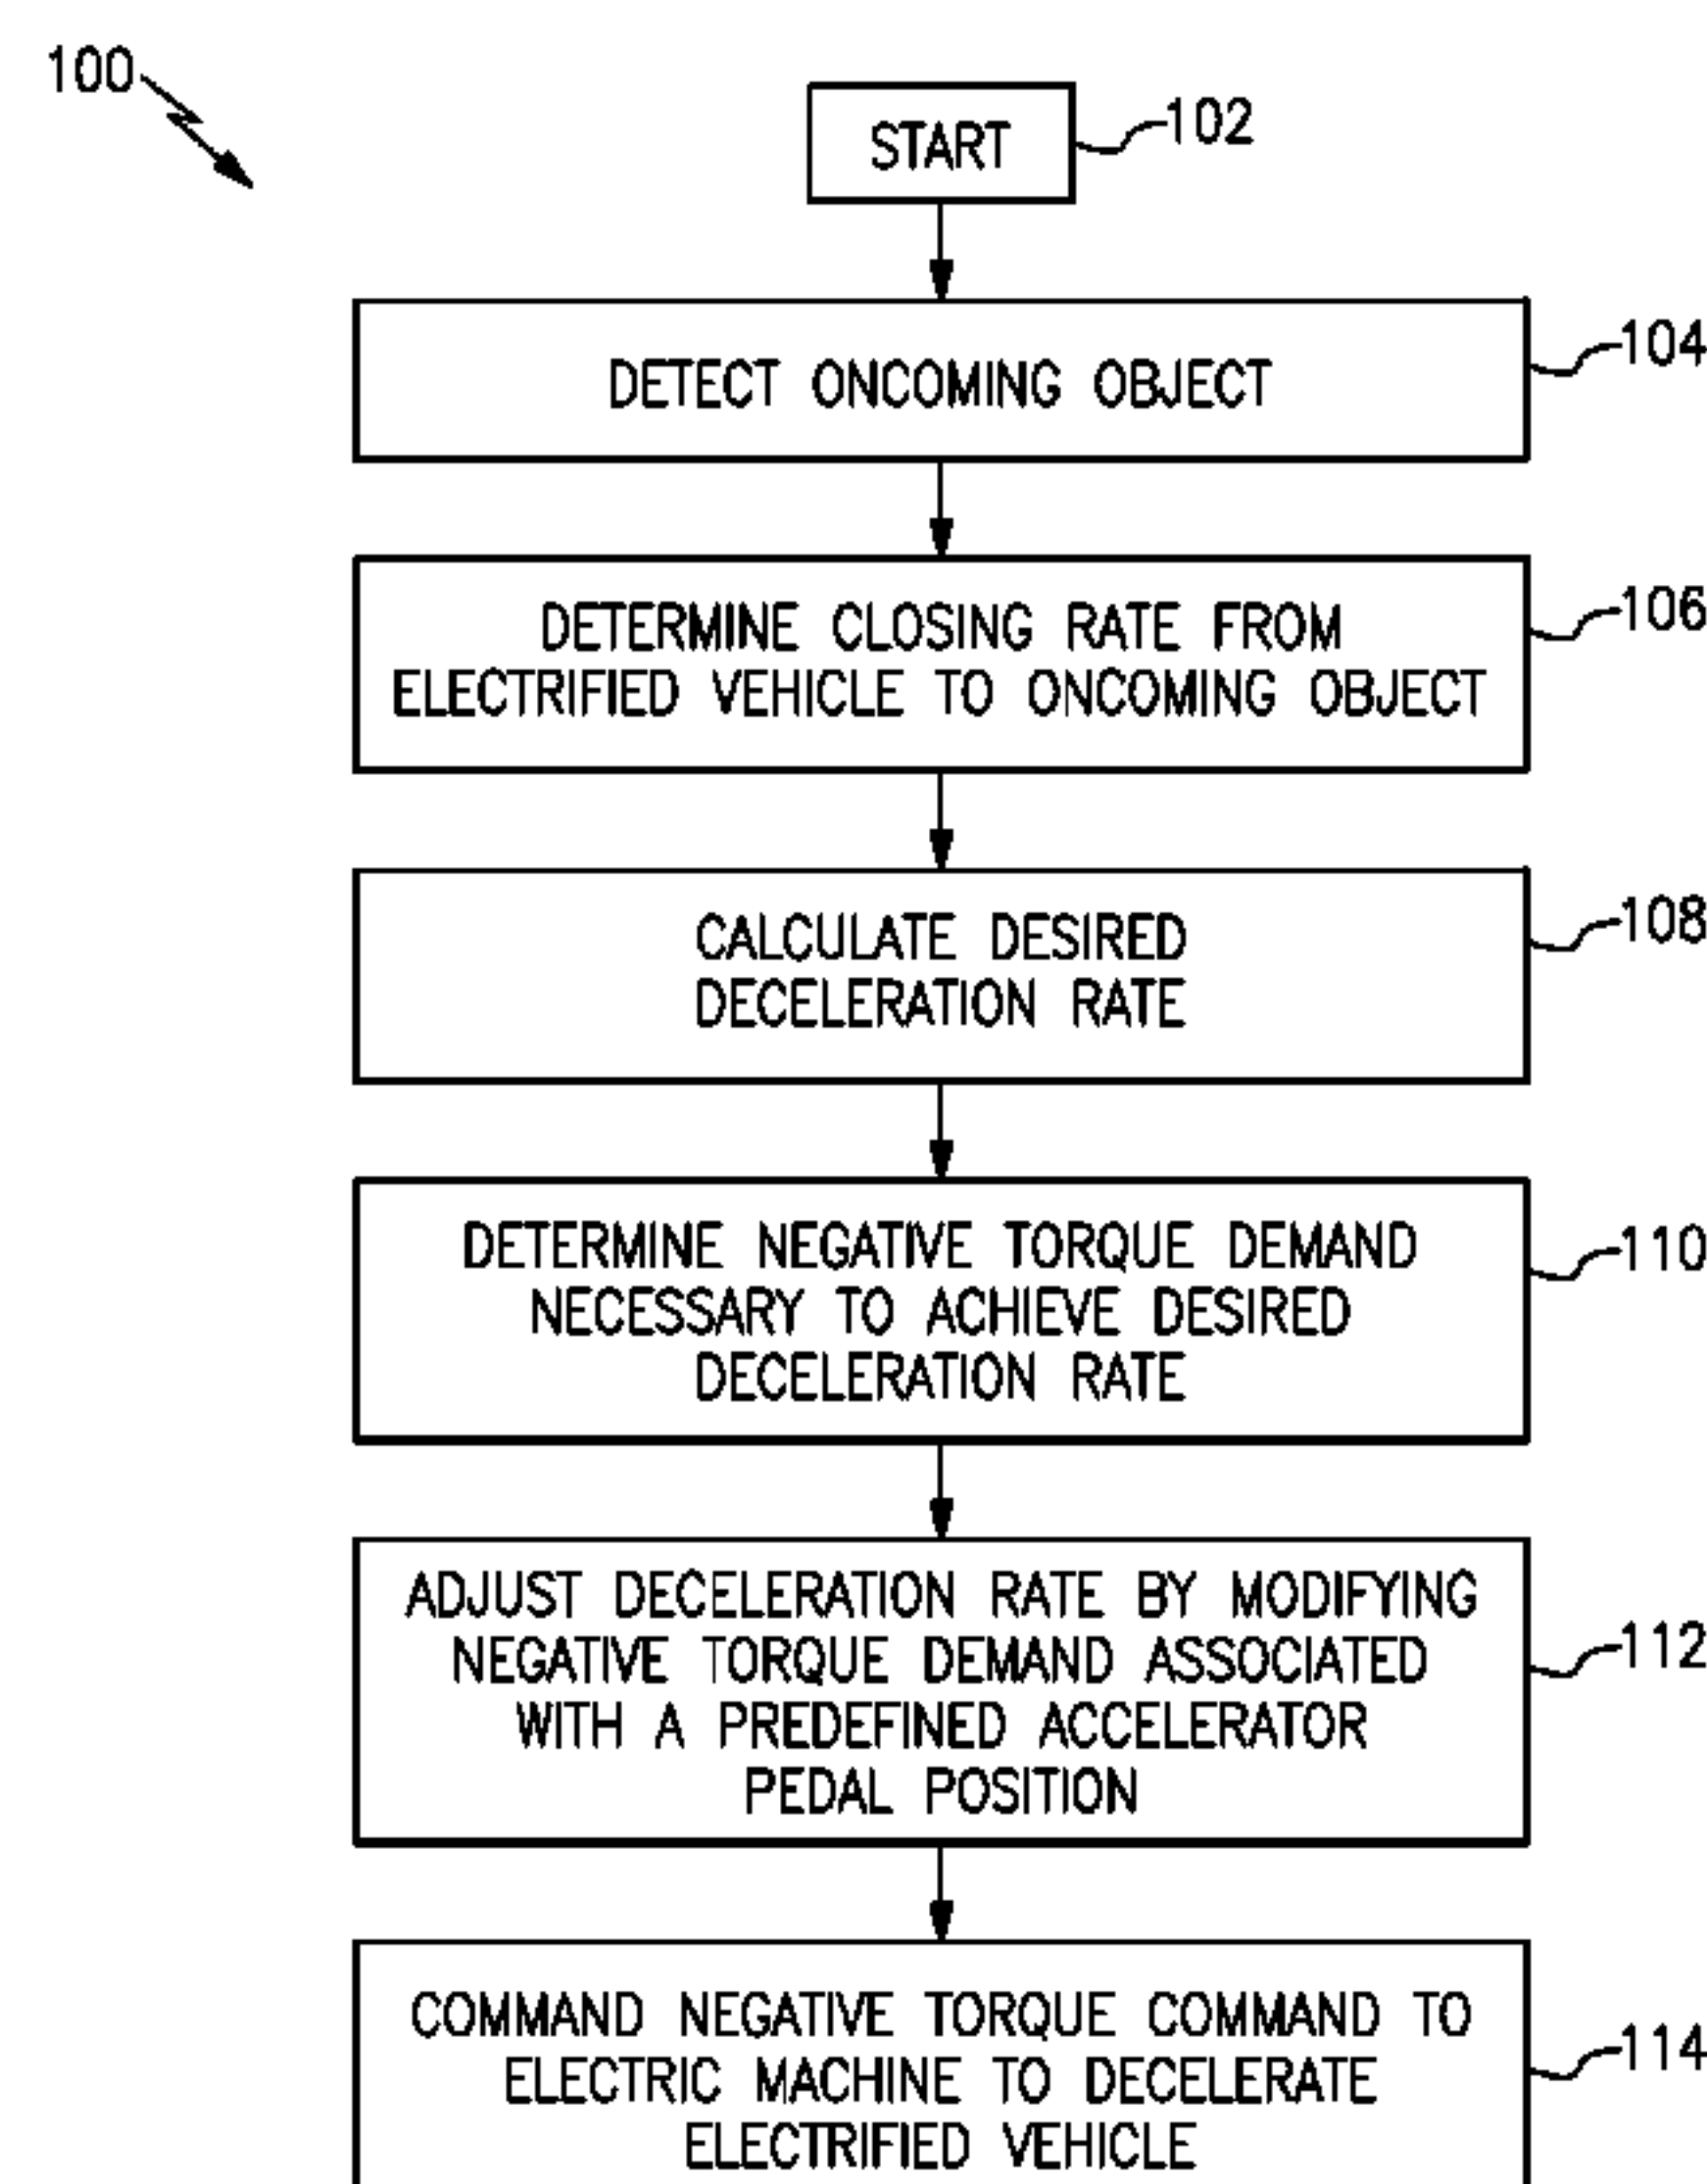 100
START
102
DETECT ONCOMING OBJECT
104
DETERMINE CLOSING RATE FROM
ELECTRIFIED VEHICLE TO ONCOMING OBJECT
106
CALCULATE DESIRED
DECELERATION RATE
108
DETERMINE NEGATIVE TORQUE DEMAND
NECESSARY TO ACHIEVE DESIRED
DECELERATION RATE
110
ADJUST DECELERATION RATE BY MODIFYING
NEGATIVE TORQUE DEMAND ASSOCIATED
WITH A PREDEFINED ACCELERATOR
PEDAL POSITION
112
COMMAND NEGATIVE TORQUE COMMAND TO
ELECTRIC MACHINE TO DECELERATE
ELECTRIFIED VEHICLE
114